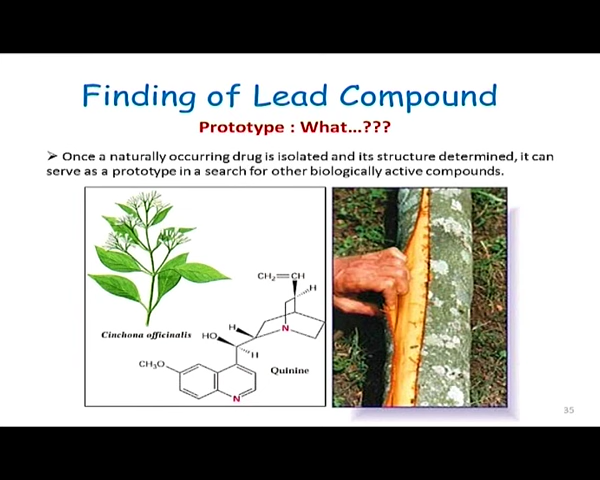 Finding of Lead Compound
Prototype : What...???
➢ Once a naturally occurring drug is isolated and its structure determined, it can
serve as a prototype in a search for other biologically active compounds.
CH₂=CH
H
Cinchona officinalis
HO
H
N
H
CH₃O
Quinine
N
35